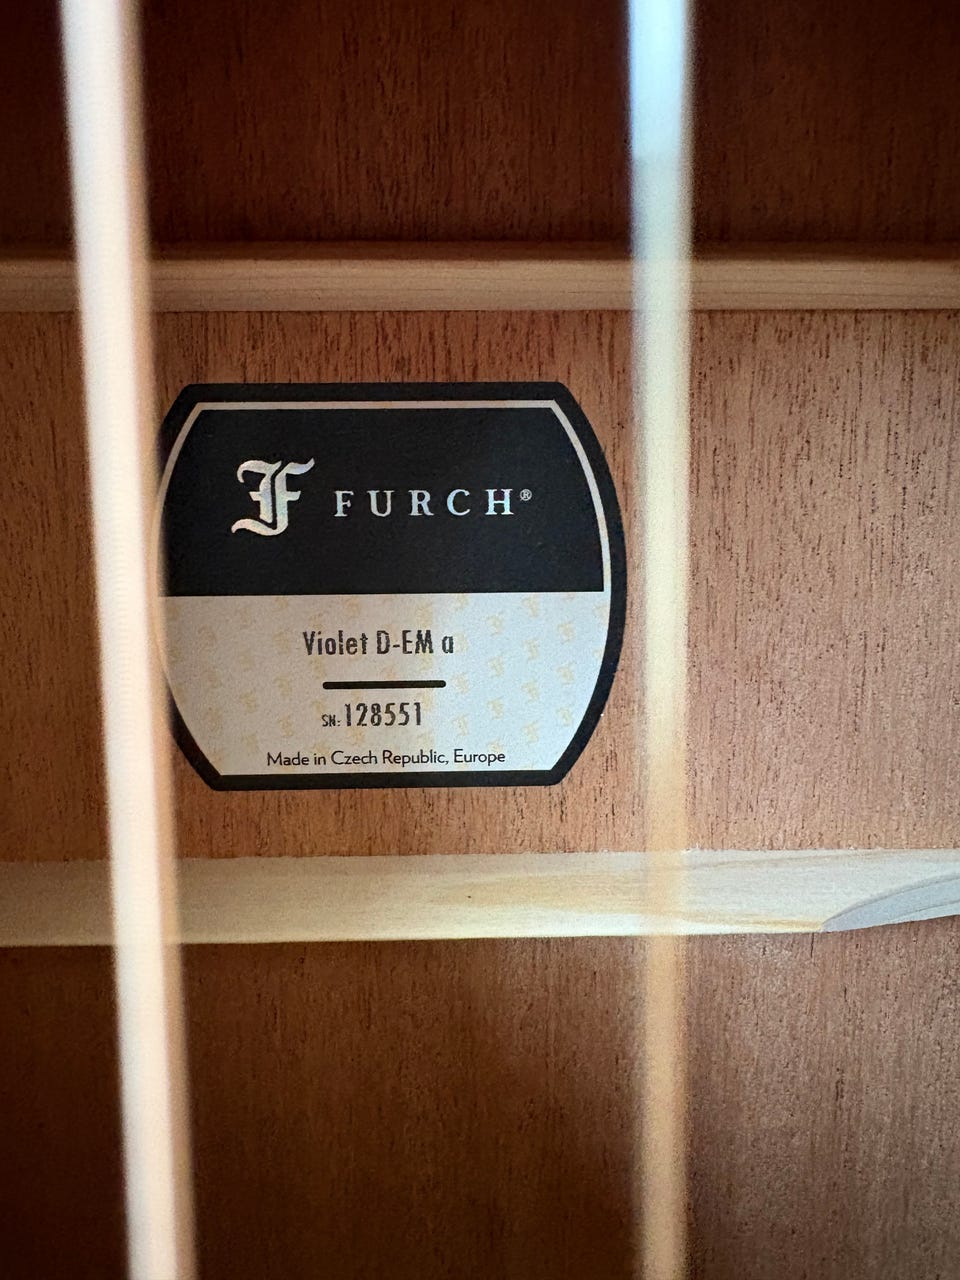 F FURCH®
Violet D-EM a
SN: 128551
Made in Czech Republic, Europe